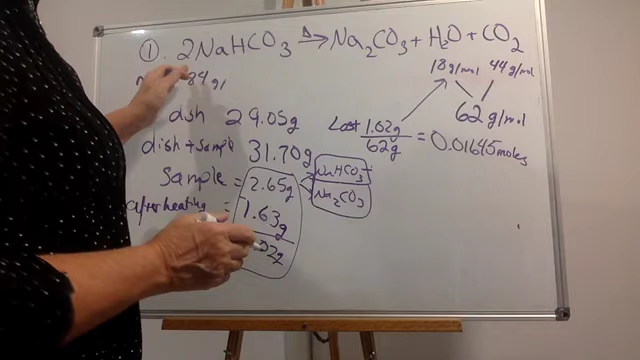 ① 2NaHCO₃ →Δ Na₂CO₃ + H₂O + CO₂
18 g/mol 44 g/mol
84 g/
62 g/mol
dish 29.05g
Lost 1.02g / 62g = 0.01645 moles
dish + sample 31.70g
Sample = 2.65g NaHCO₃ +
Na₂CO₃
after heating = 1.63g
02g